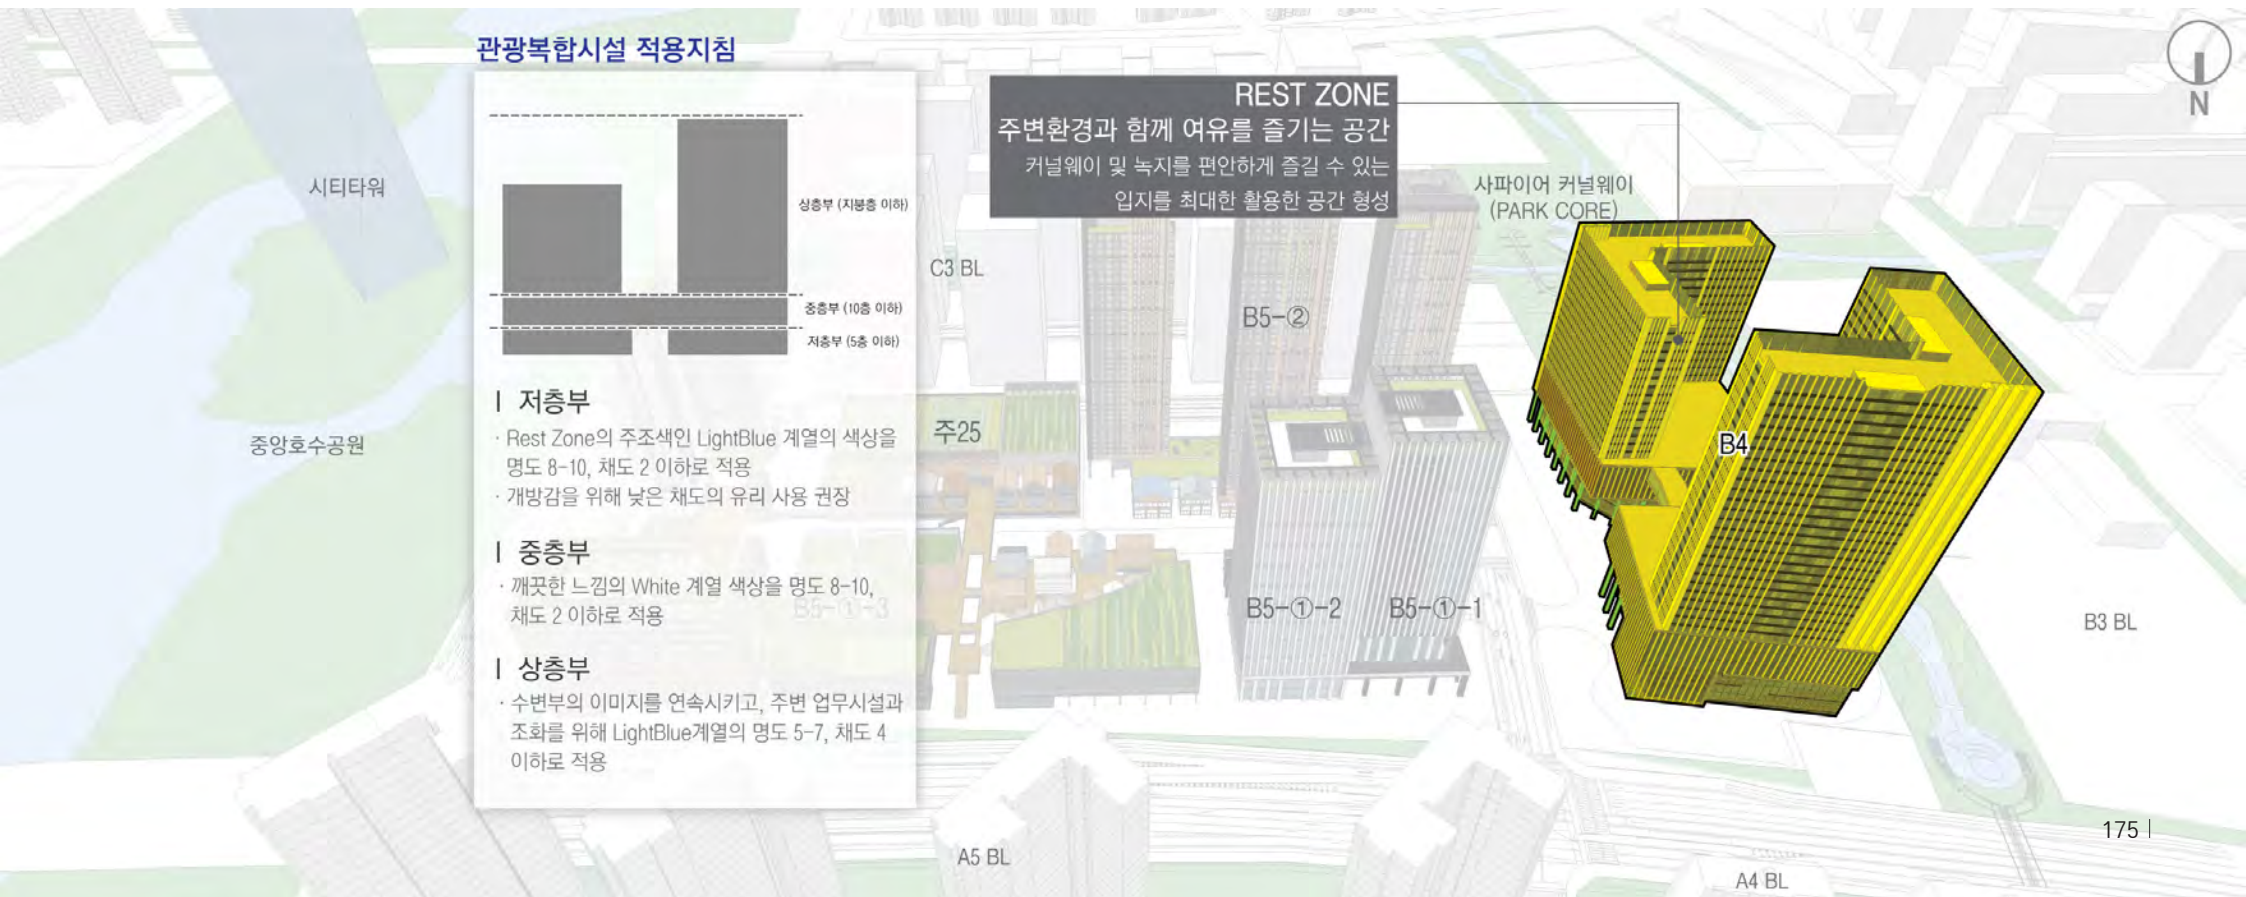 관광복합시설 적용지침
상층부 (지붕층 이하)
중층부 (10층 이하)
저층부 (5층 이하)
저층부
· Rest Zone의 주조색인 LightBlue 계열의 색상을
명도 8-10, 채도 2 이하로 적용
· 개방감을 위해 낮은 채도의 유리 사용 권장
중층부
· 깨끗한 느낌의 White 계열 색상을 명도 8-10,
채도 2 이하로 적용
상층부
· 수변부의 이미지를 연속시키고, 주변 업무시설과
조화를 위해 LightBlue계열의 명도 5-7, 채도 4
이하로 적용
REST ZONE
주변환경과 함께 여유를 즐기는 공간
커널웨이 및 녹지를 편안하게 즐길 수 있는
입지를 최대한 활용한 공간 형성
시티타워
중앙호수공원
사파이어 커널웨이
(PARK CORE)
C3 BL
B5-②
주25
B4
B5-①-3
B5-①-2
B5-①-1
B3 BL
A5 BL
A4 BL
N
175